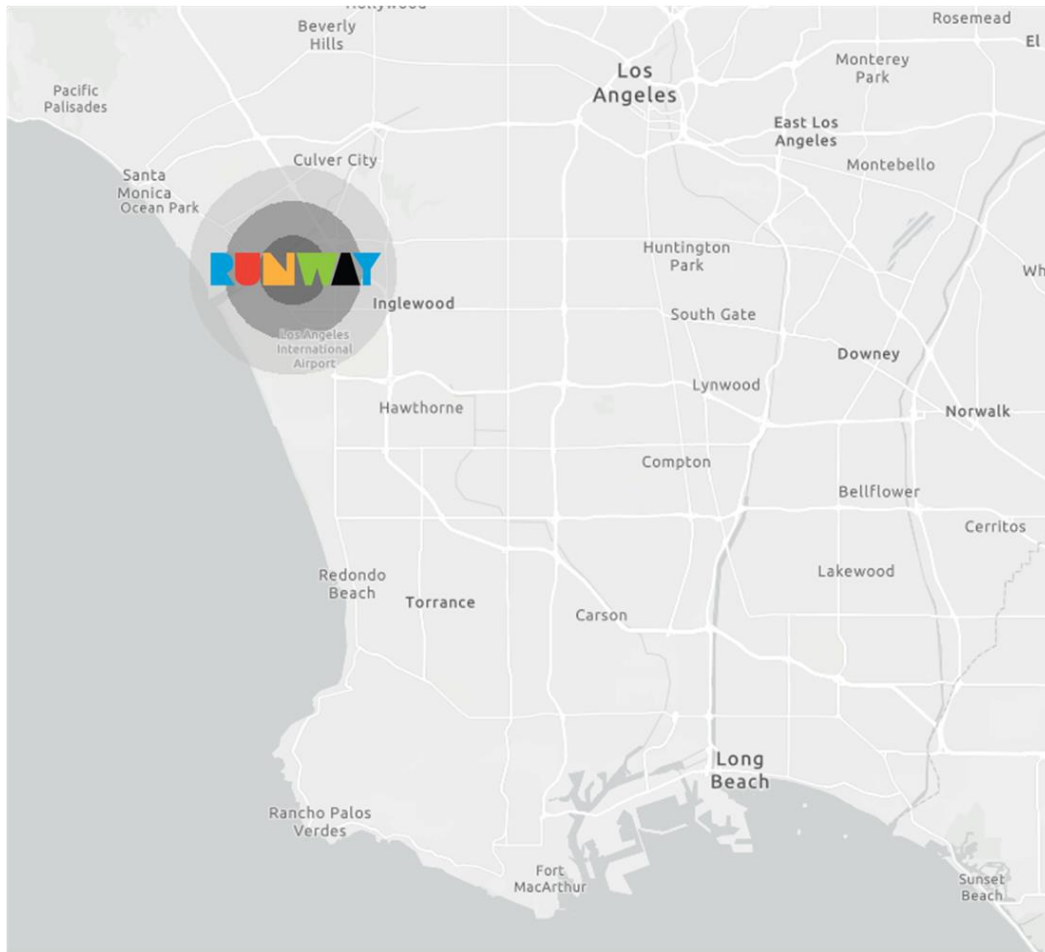 Hollywood
Rosemead
Beverly
Hills
El
Monterey
Park
Los
Angeles
Pacific
Palisades
East Los
Angeles
Culver City
Montebello
Santa
Monica
Ocean Park
Huntington
Park
RUNWAY
Wh
Inglewood
South Gate
Los Angeles
International
Airport
Downey
Lynwood
Hawthorne
Norwalk
Compton
Bellflower
Cerritos
Redondo
Beach
Lakewood
Torrance
Carson
Long
Beach
Rancho Palos
Verdes
Fort
MacArthur
Sunset
Beach